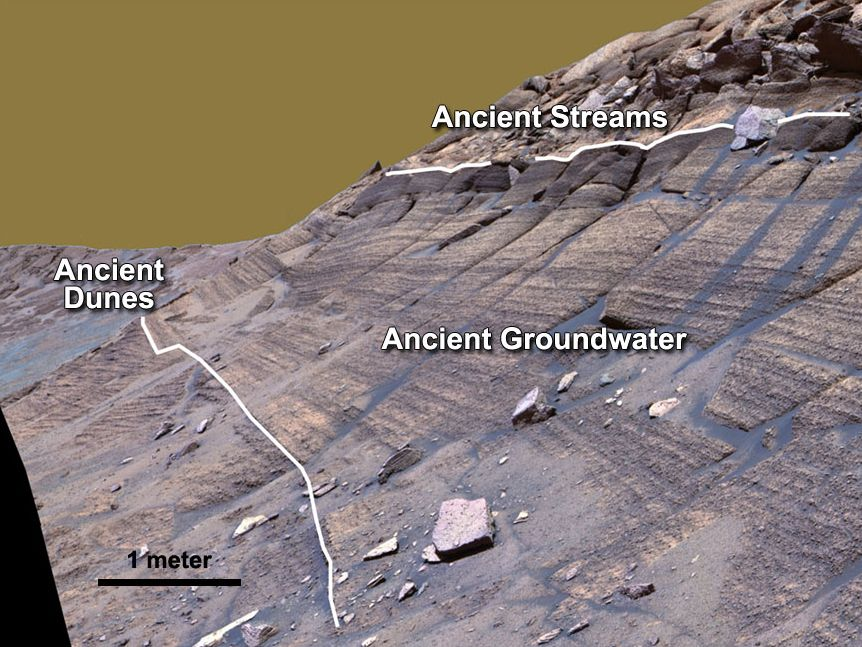 Ancient Streams
Ancient
Dunes
Ancient Groundwater
1 meter